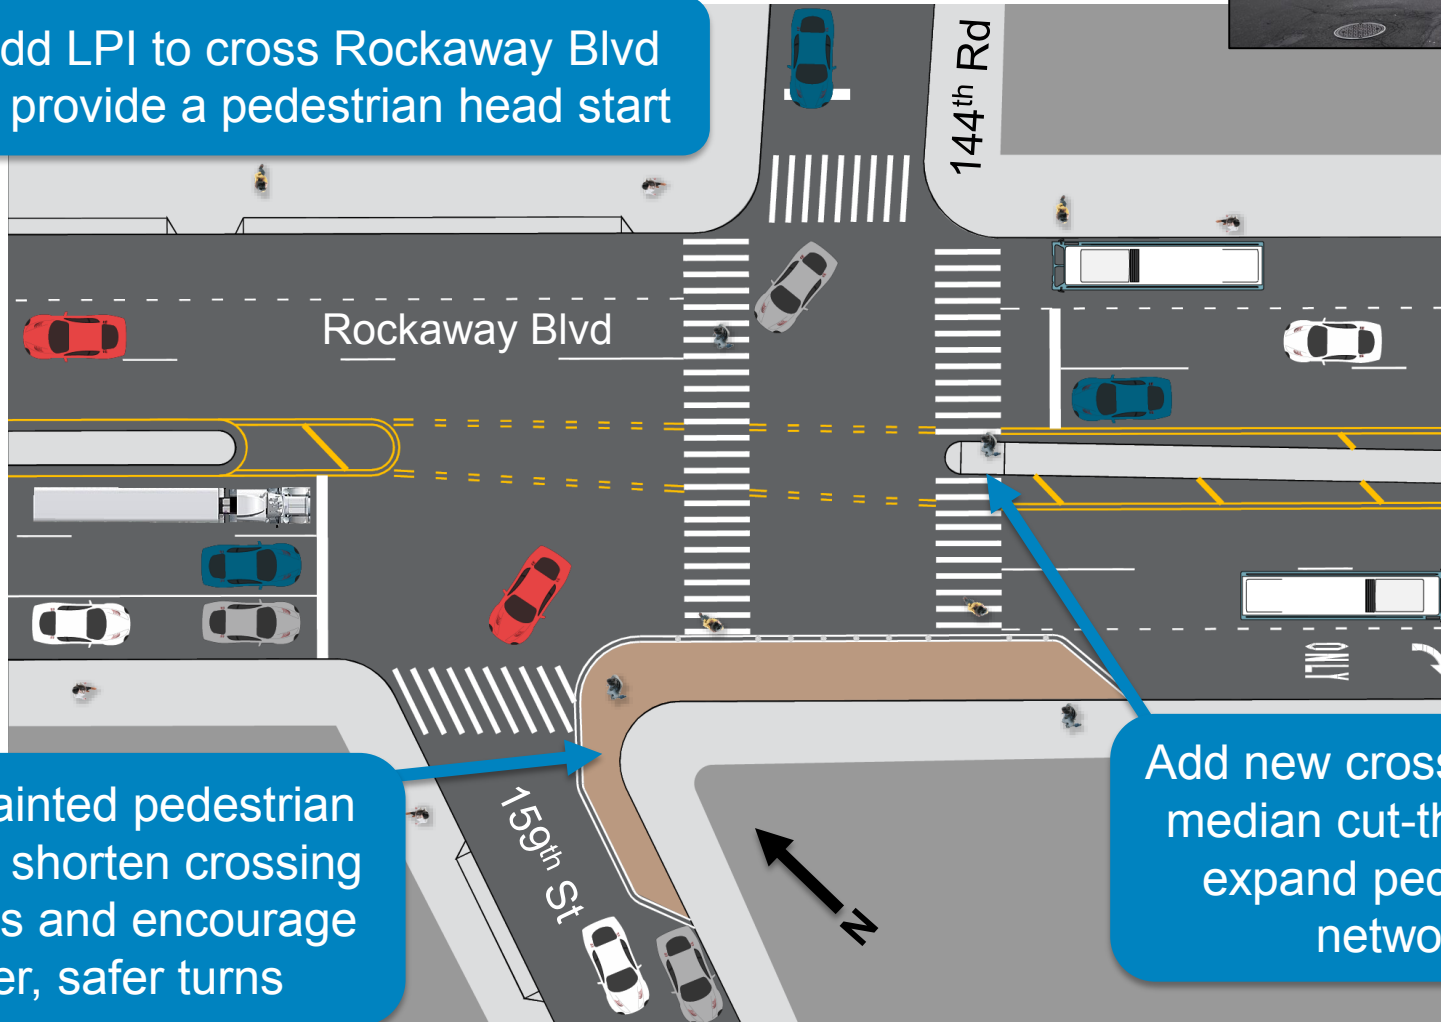 dd LPI to cross Rockaway Blvd
provide a pedestrian head start
144th Rd
Rockaway Blvd
ONLY
ainted pedestrian
shorten crossing
s and encourage
er, safer turns
159th St
N
Add new cross
median cut-th
expand ped
netwo